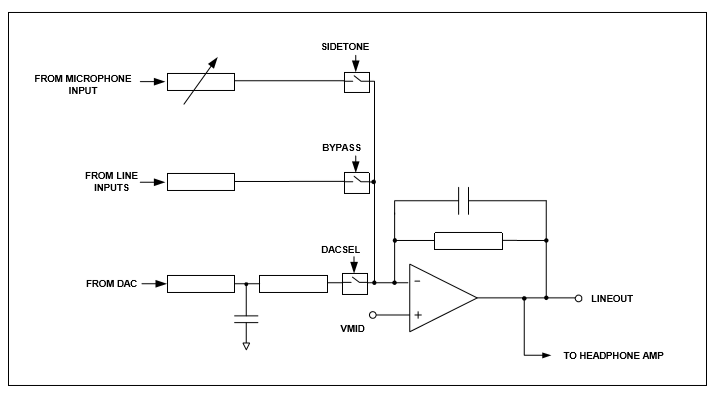 SIDETONE
FROM MICROPHONE
INPUT
BYPASS
FROM LINE
INPUTS
DACSEL
FROM DAC
−
+
VMID
LINEOUT
TO HEADPHONE AMP